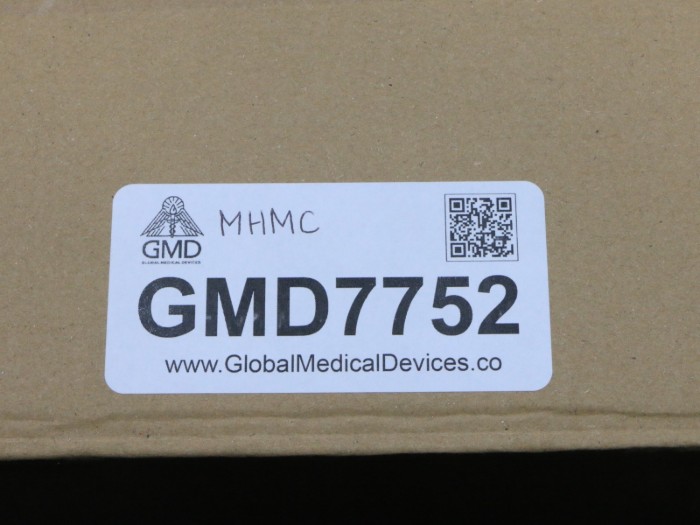 MHMC
GMD
GLOBAL MEDICAL DEVICES
GMD7752
www.GlobalMedicalDevices.co